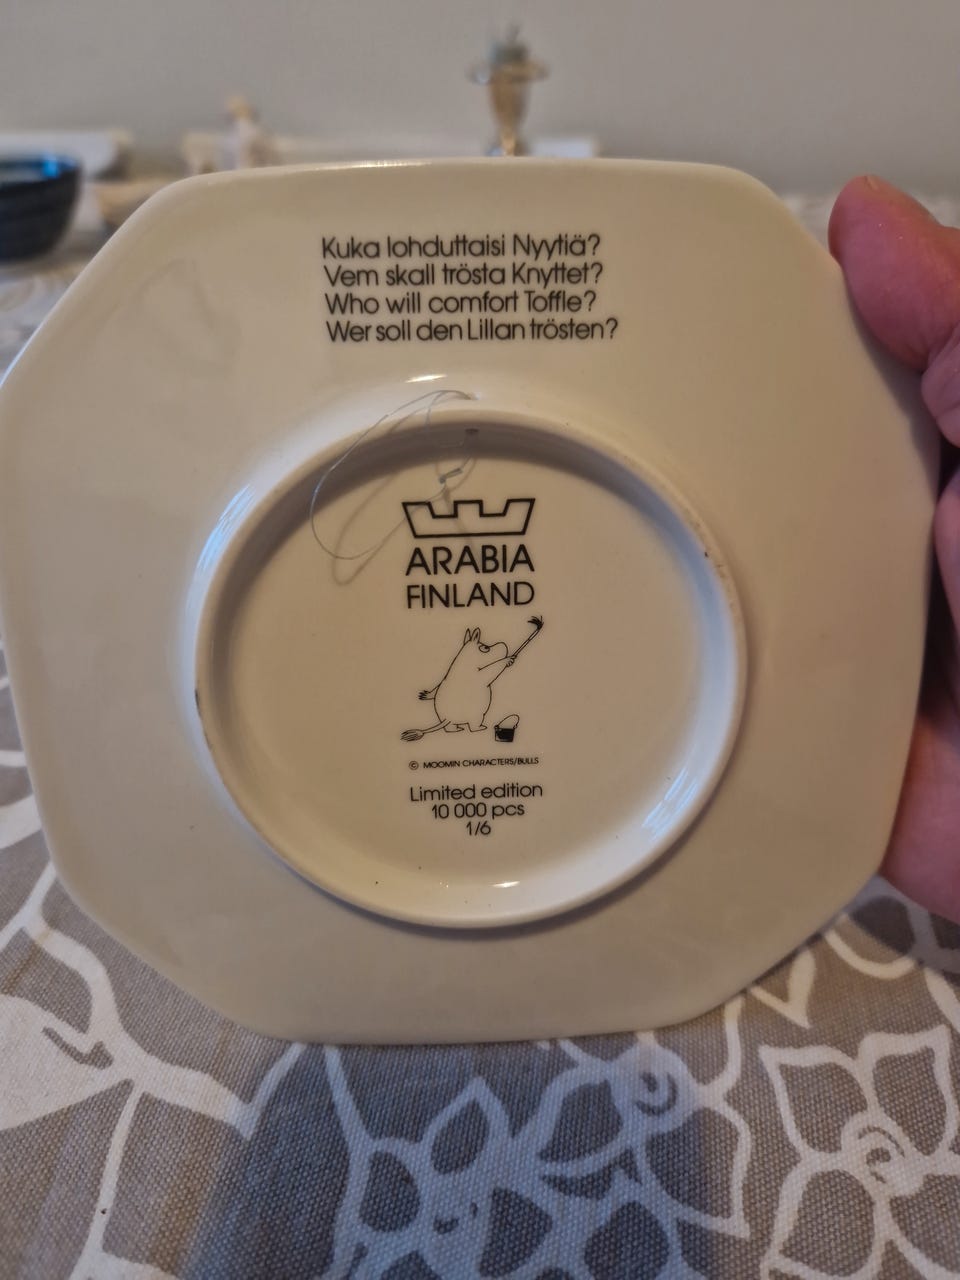 Kuka lohduttaisi Nyytiä?
Vem skall trösta Knyttet?
Who will comfort Toffle?
Wer soll den Lillan trösten?
ARABIA
FINLAND
© MOOMIN CHARACTERS/BULLS
Limited edition
10 000 pcs
1/6